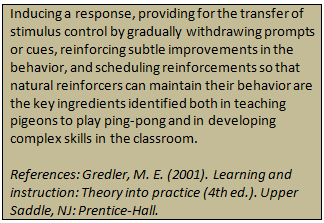 Inducing a response, providing for the transfer of
stimulus control by gradually withdrawing prompts
or cues, reinforcing subtle improvements in the
behavior, and scheduling reinforcements so that
natural reinforcers can maintain their behavior are
the key ingredients identified both in teaching
pigeons to play ping-pong and in developing
complex skills in the classroom.
References: Gredler, M. E. (2001). Learning and
instruction: Theory into practice (4th ed.). Upper
Saddle, NJ: Prentice-Hall.